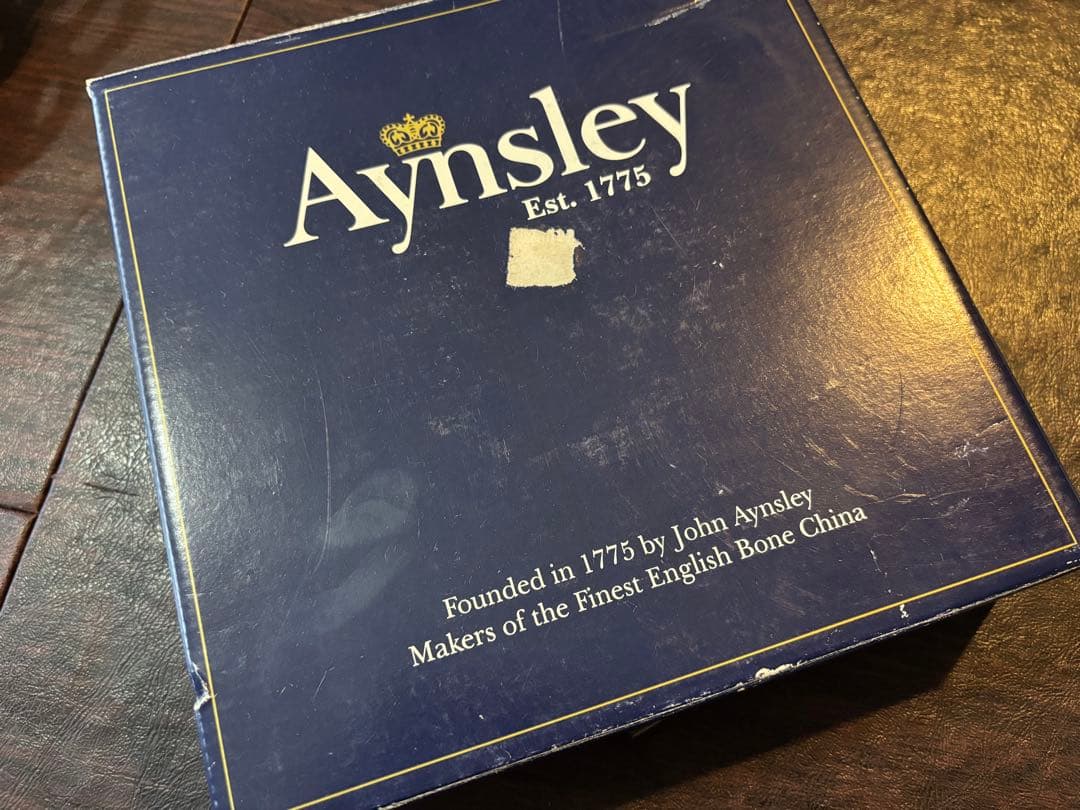 Aynsley
Est. 1775
Founded in 1775 by John Aynsley
Makers of the Finest English Bone China